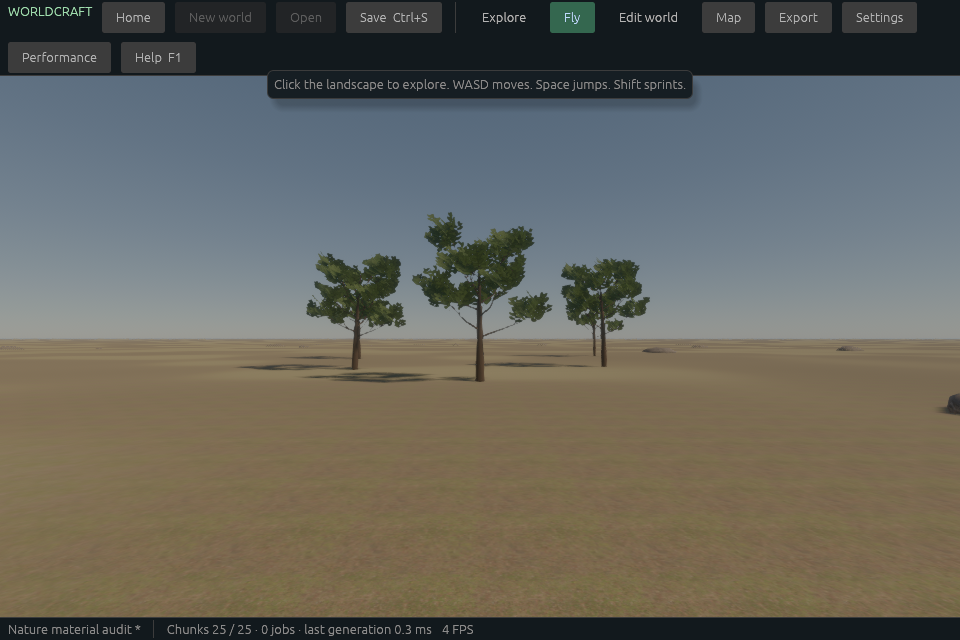 WORLDCRAFT Home New world Open Save Ctrl+S Explore Fly Edit world Map Export Settings
Performance Help F1
Click the landscape to explore. WASD moves. Space jumps. Shift sprints.
Nature material audit * Chunks 25 / 25 · 0 jobs · last generation 0.3 ms 4 FPS